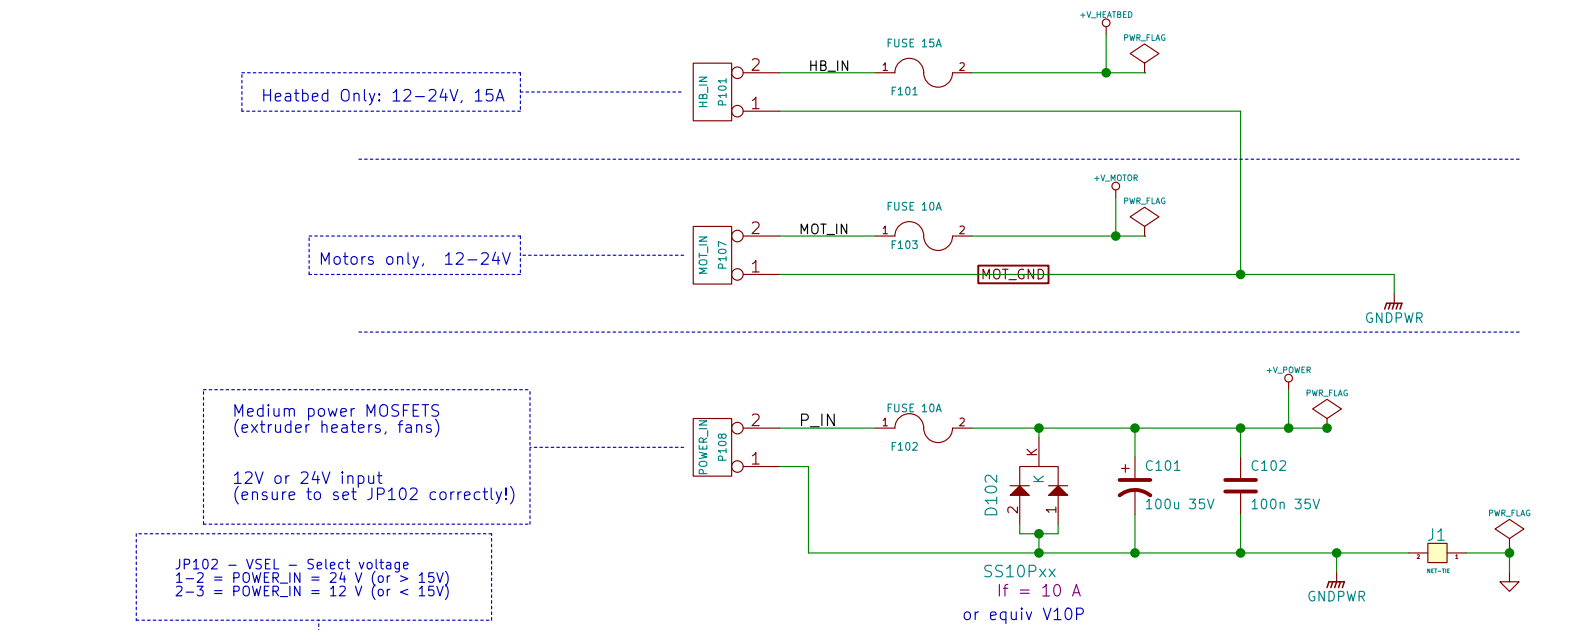 +V_HEATBED
PWR_FLAG
FUSE 15A
HB_IN
1
2
F101
2
1
HB_IN
P101
Heatbed Only: 12-24V, 15A
+V_MOTOR
PWR_FLAG
FUSE 10A
MOT_IN
1
2
F103
2
1
MOT_IN
P107
Motors only, 12-24V
MOT_GND
GNDPWR
+V_POWER
PWR_FLAG
FUSE 10A
P_IN
1
2
F102
2
1
POWER_IN
P108
Medium power MOSFETS
(extruder heaters, fans)
12V or 24V input
(ensure to set JP102 correctly!)
K
K
D102
2
1
+
C101
100u 35V
C102
100n 35V
PWR_FLAG
J1
2
1
NET-TIE
GNDPWR
SS10Pxx
If = 10 A
or equiv V10P
JP102 - VSEL - Select voltage
1-2 = POWER_IN = 24 V (or > 15V)
2-3 = POWER_IN = 12 V (or < 15V)